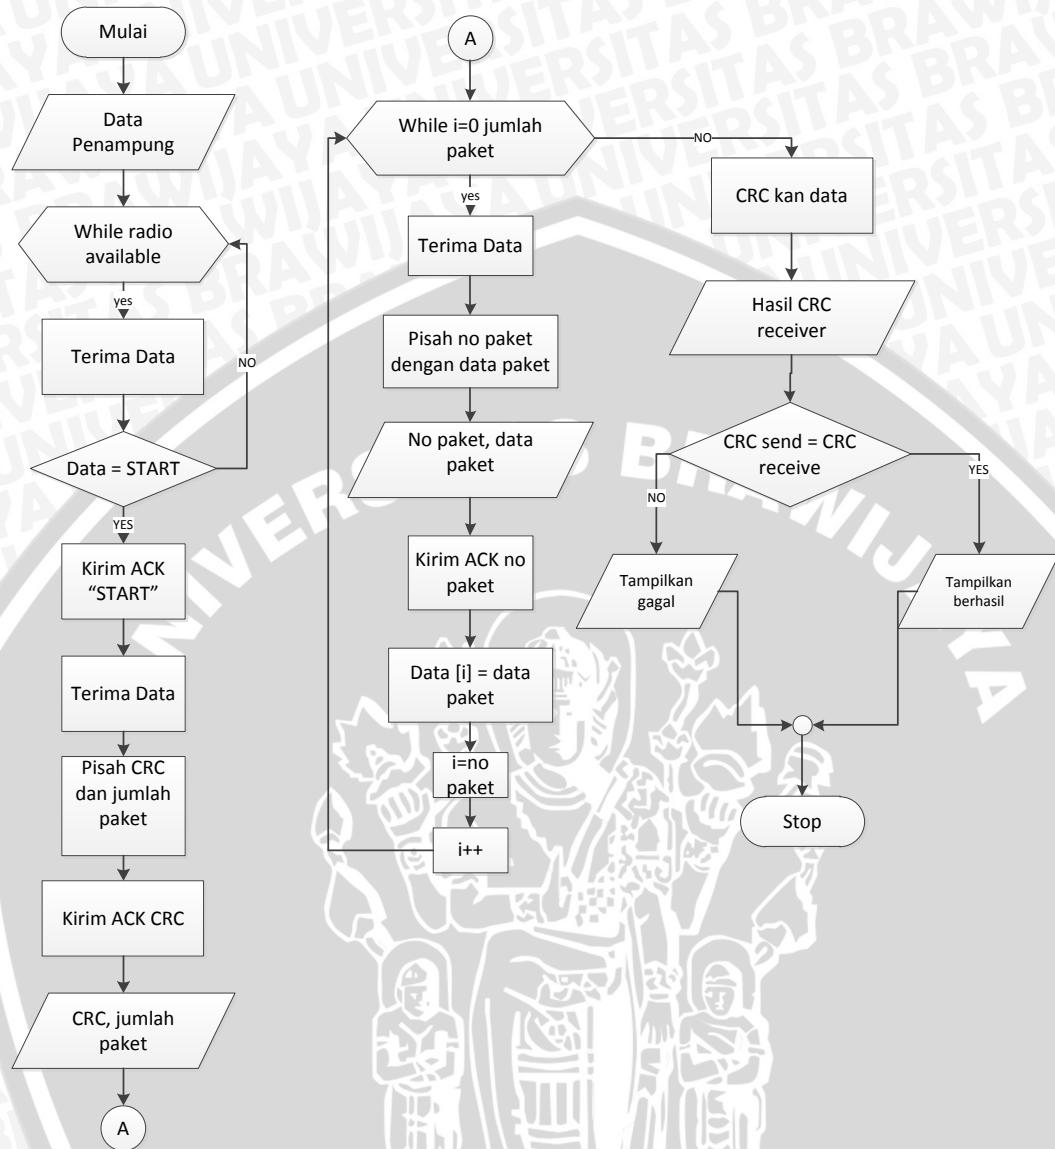 Mulai
Data
Penampung
While radio
available
yes
Terima Data
NO
Data = START
YES
Kirim ACK
“START”
Terima Data
Pisah CRC
dan jumlah
paket
Kirim ACK CRC
CRC, jumlah
paket
A
A
While i=0 jumlah
paket
NO
yes
Terima Data
Pisah no paket
dengan data paket
No paket, data
paket
Kirim ACK no
paket
Data [i] = data
paket
i=no
paket
i++
CRC kan data
Hasil CRC
receiver
CRC send = CRC
receive
NO
YES
Tampilkan
gagal
Tampilkan
berhasil
Stop